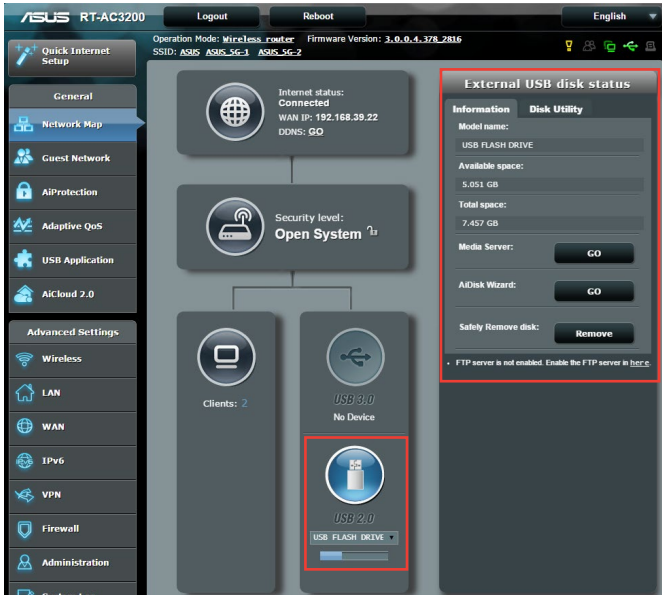 ASUS RT-AC3200
Logout
Reboot
English
Quick Internet
Setup
Operation Mode: Wireless router Firmware Version: 3.0.0.4.378_2816
SSID: ASUS ASUS_5G-1 ASUS_5G-2
General
Network Map
Guest Network
AiProtection
Adaptive QoS
USB Application
AiCloud 2.0
Advanced Settings
Wireless
LAN
WAN
IPv6
VPN
Firewall
Administration
Internet status:
Connected
WAN IP: 192.168.39.22
DDNS: GO
Security level:
Open System
Clients: 2
USB 3.0
No Device
USB 2.0
USB FLASH DRIVE
External USB disk status
Information Disk Utility
Model name:
USB FLASH DRIVE
Available space:
5.051 GB
Total space:
7.457 GB
Media Server: GO
AiDisk Wizard: GO
Safely Remove disk: Remove
• FTP server is not enabled. Enable the FTP server in here.